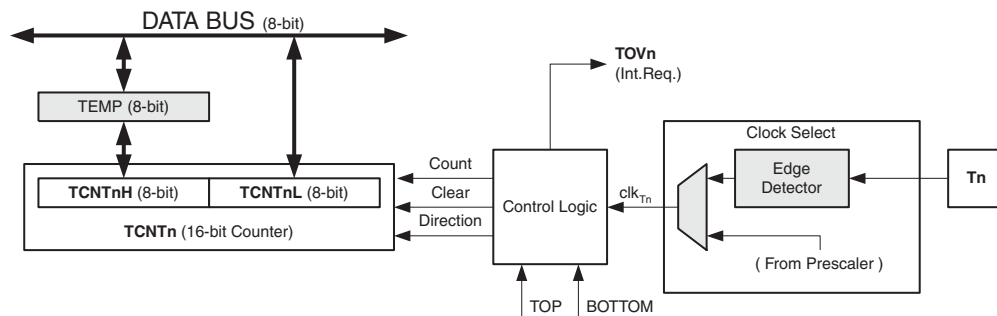 DATA BUS (8-bit)
TOVn
(Int.Req.)
TEMP (8-bit)
Clock Select
Count
Edge
Detector
Tn
TCNTnH (8-bit)
TCNTnL (8-bit)
Clear
Control Logic
clkTn
TCNTn (16-bit Counter)
Direction
( From Prescaler )
TOP
BOTTOM